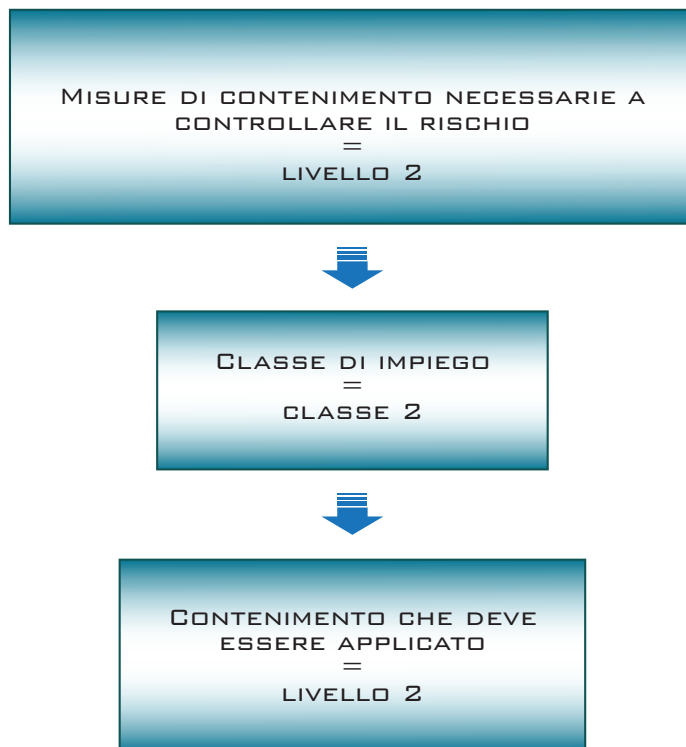 MISURE DI CONTENIMENTO NECESSARIE A
CONTROLLARE IL RISCHIO
=
LIVELLO 2
CLASSE DI IMPIEGO
=
CLASSE 2
CONTENIMENTO CHE DEVE
ESSERE APPLICATO
=
LIVELLO 2